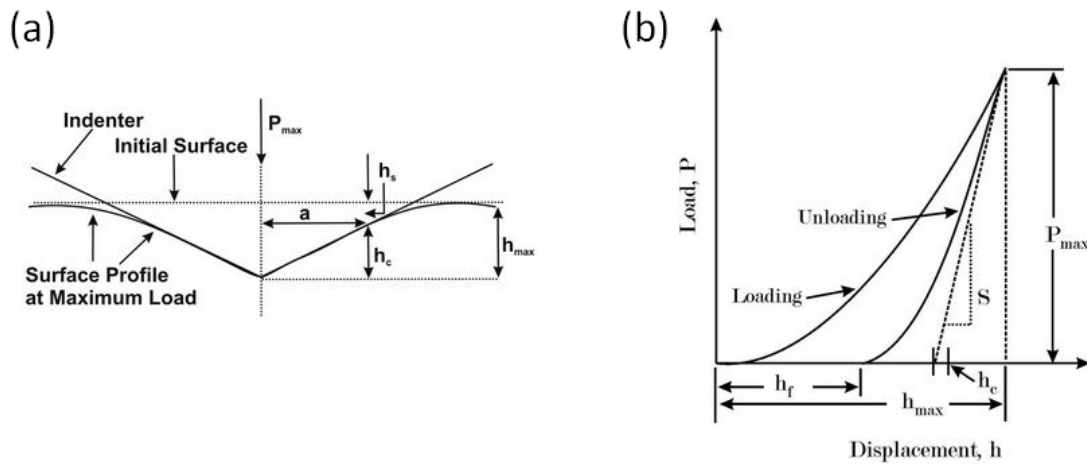 (a)
Indenter
Initial Surface
Pmax
hs
a
hc
hmax
Surface Profile
at Maximum Load
(b)
Load, P
Unloading
Loading
S
Pmax
hf
hc
hmax
Displacement, h